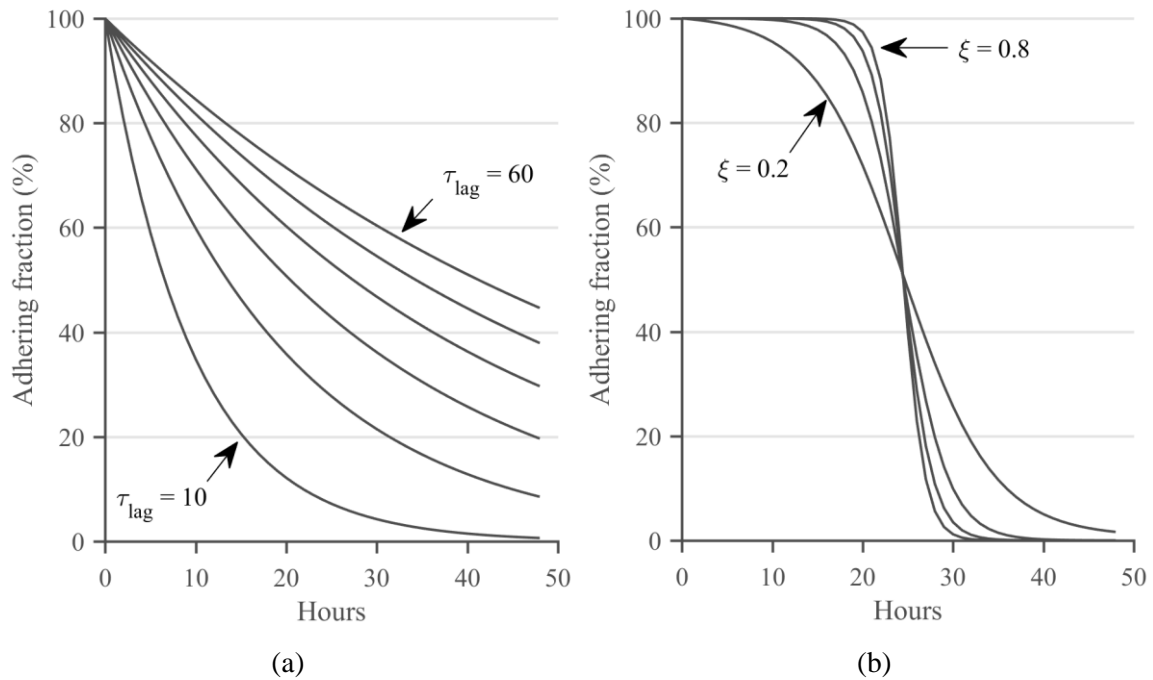 100
80
60
40
20
0
Adhering fraction (%)
τlag = 60
τlag = 10
0 10 20 30 40 50
Hours
(a)
100
80
60
40
20
0
Adhering fraction (%)
ξ = 0.8
ξ = 0.2
0 10 20 30 40 50
Hours
(b)